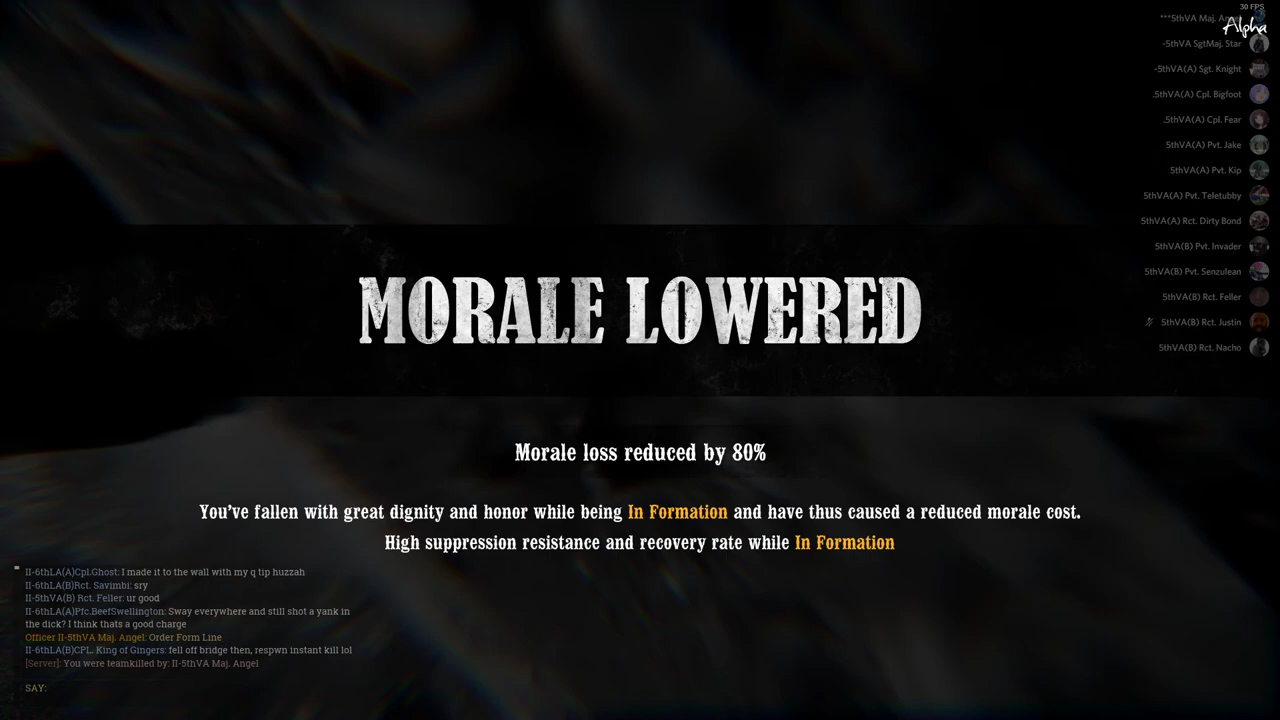 30 FPS
Alpha
***5thVA Maj. Angel
-5thVA SgtMaj. Star
-5thVA(A) Sgt. Knight
.5thVA(A) Cpl. Bigfoot
.5thVA(A) Cpl. Fear
5thVA(A) Pvt. Jake
5thVA(A) Pvt. Kip
5thVA(A) Pvt. Teletubby
5thVA(A) Rct. Dirty Bond
5thVA(B) Pvt. Invader
5thVA(B) Pvt. Senzulean
5thVA(B) Rct. Feller
5thVA(B) Rct. Justin
5thVA(B) Rct. Nacho
MORALE LOWERED
Morale loss reduced by 80%
You've fallen with great dignity and honor while being In Formation and have thus caused a reduced morale cost.
High suppression resistance and recovery rate while In Formation
II-6thLA(A)Cpl.Ghost: I made it to the wall with my q tip huzzah
II-6thLA(B)Rct. Savimbi: sry
II-5thVA(B) Rct. Feller: ur good
II-6thLA(A)Pfc.BeefSwellington: Sway everywhere and still shot a yank in
the dick? I think thats a good charge
Officer II-5thVA Maj. Angel: Order Form Line
II-6thLA(B)CPL. King of Gingers: fell off bridge then, respwn instant kill lol
[Server]: You were teamkilled by: II-5thVA Maj. Angel
SAY: